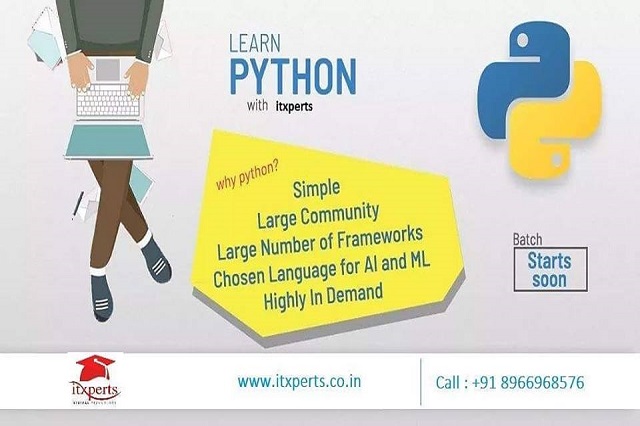 LEARN
PYTHON
with itxperts
why python?
Simple
Large Community
Large Number of Frameworks
Chosen Language for AI and ML
Highly In Demand
Batch
Starts
soon
itxperts
www.itxperts.co.in
Call : +91 8966968576